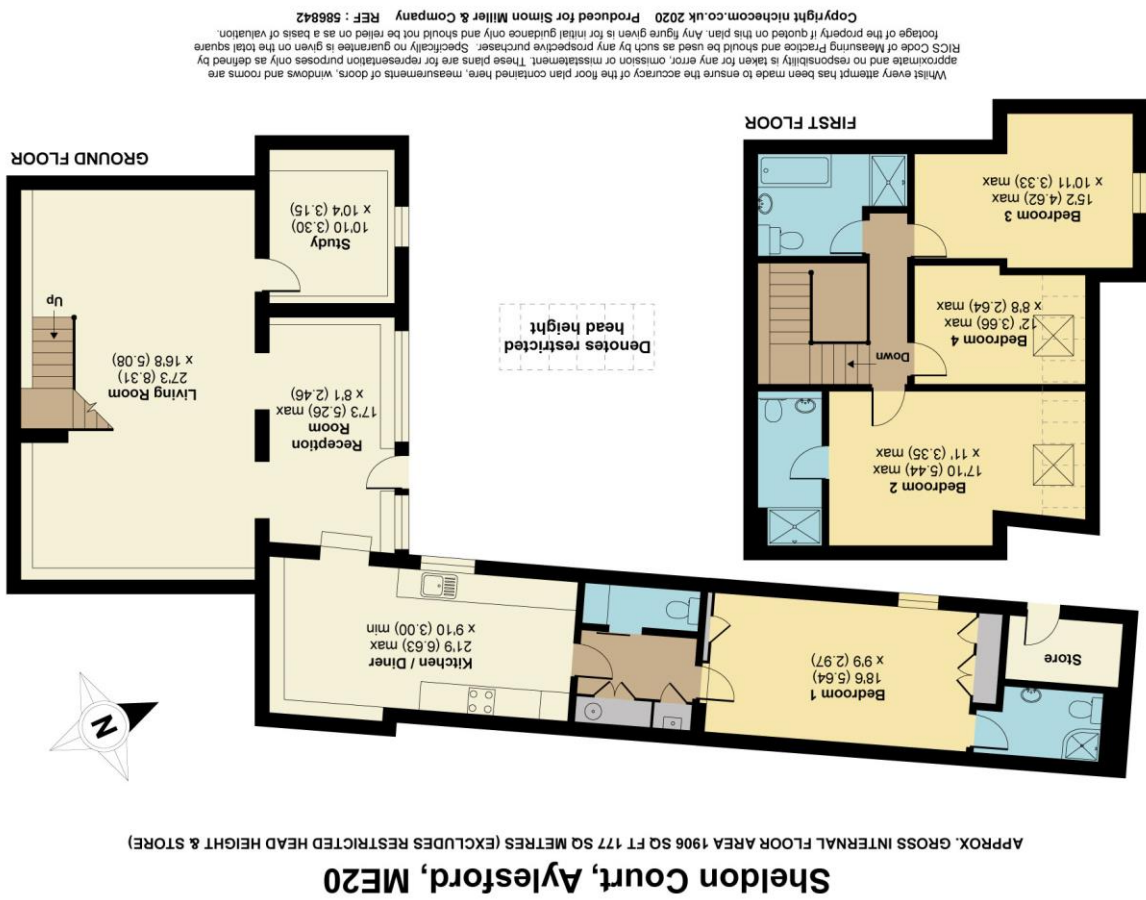 Sheldon Court, Aylesford, ME20
APPROX. GROSS INTERNAL FLOOR AREA 1906 SQ FT 177 SQ METRES (EXCLUDES RESTRICTED HEAD HEIGHT & STORE)
N
Store
Bedroom 1
18'6 (5.64)
x 9'9 (2.97)
Kitchen / Diner
21'9 (6.63) max
x 9'10 (3.00) min
Bedroom 2
17'10 (5.44) max
x 11' (3.35) max
Down
Bedroom 4
12' (3.66) max
x 8'8 (2.64) max
Bedroom 3
15'2 (4.62) max
x 10'11 (3.33) max
FIRST FLOOR
Denotes restricted
head height
Reception
Room
17'3 (5.26) max
x 8'1 (2.46)
Living Room
27'3 (8.31)
x 16'8 (5.08)
Up
Study
10'10 (3.30)
x 10'4 (3.15)
GROUND FLOOR
Whilst every attempt has been made to ensure the accuracy of the floor plan contained here, measurements of doors, windows and rooms are
approximate and no responsibility is taken for any error, omission or misstatement. These plans are for representation purposes only as defined by
RICS Code of Measuring Practice and should be used as such by any prospective purchaser. Specifically no guarantee is given on the total square
footage of the property if quoted on this plan. Any figure given is for initial guidance only and should not be relied on as a basis of valuation.
Copyright nichecom.co.uk 2020 Produced for Simon Miller & Company REF : 586842